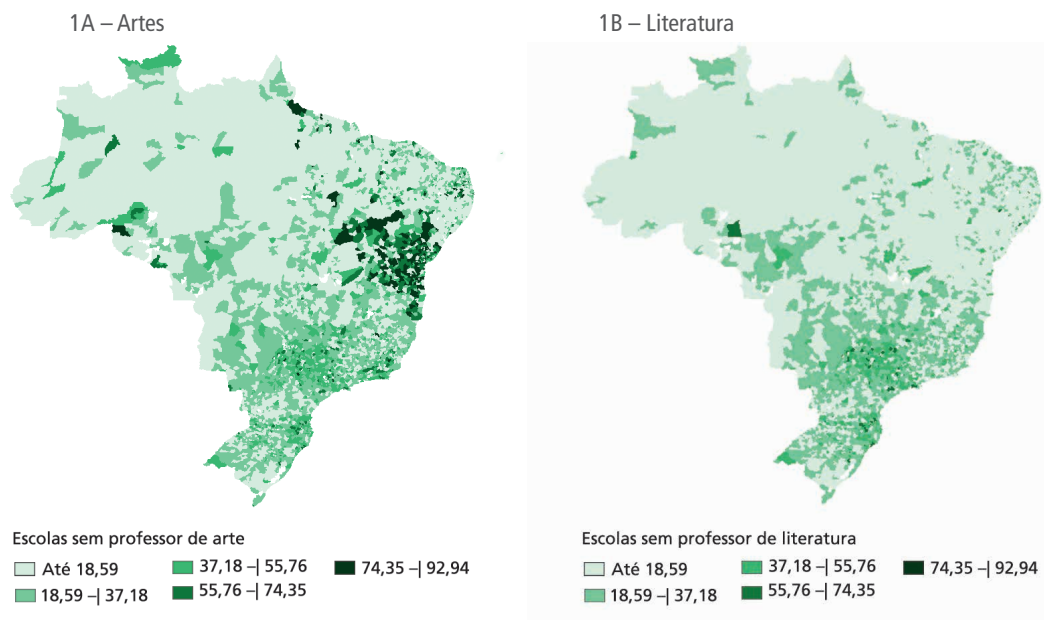 1A – Artes
1B – Literatura
Escolas sem professor de arte
Até 18,59
37,18 –| 55,76
74,35 –| 92,94
18,59 –| 37,18
55,76 –| 74,35
Escolas sem professor de literatura
Até 18,59
37,18 –| 55,76
74,35 –| 92,94
18,59 –| 37,18
55,76 –| 74,35